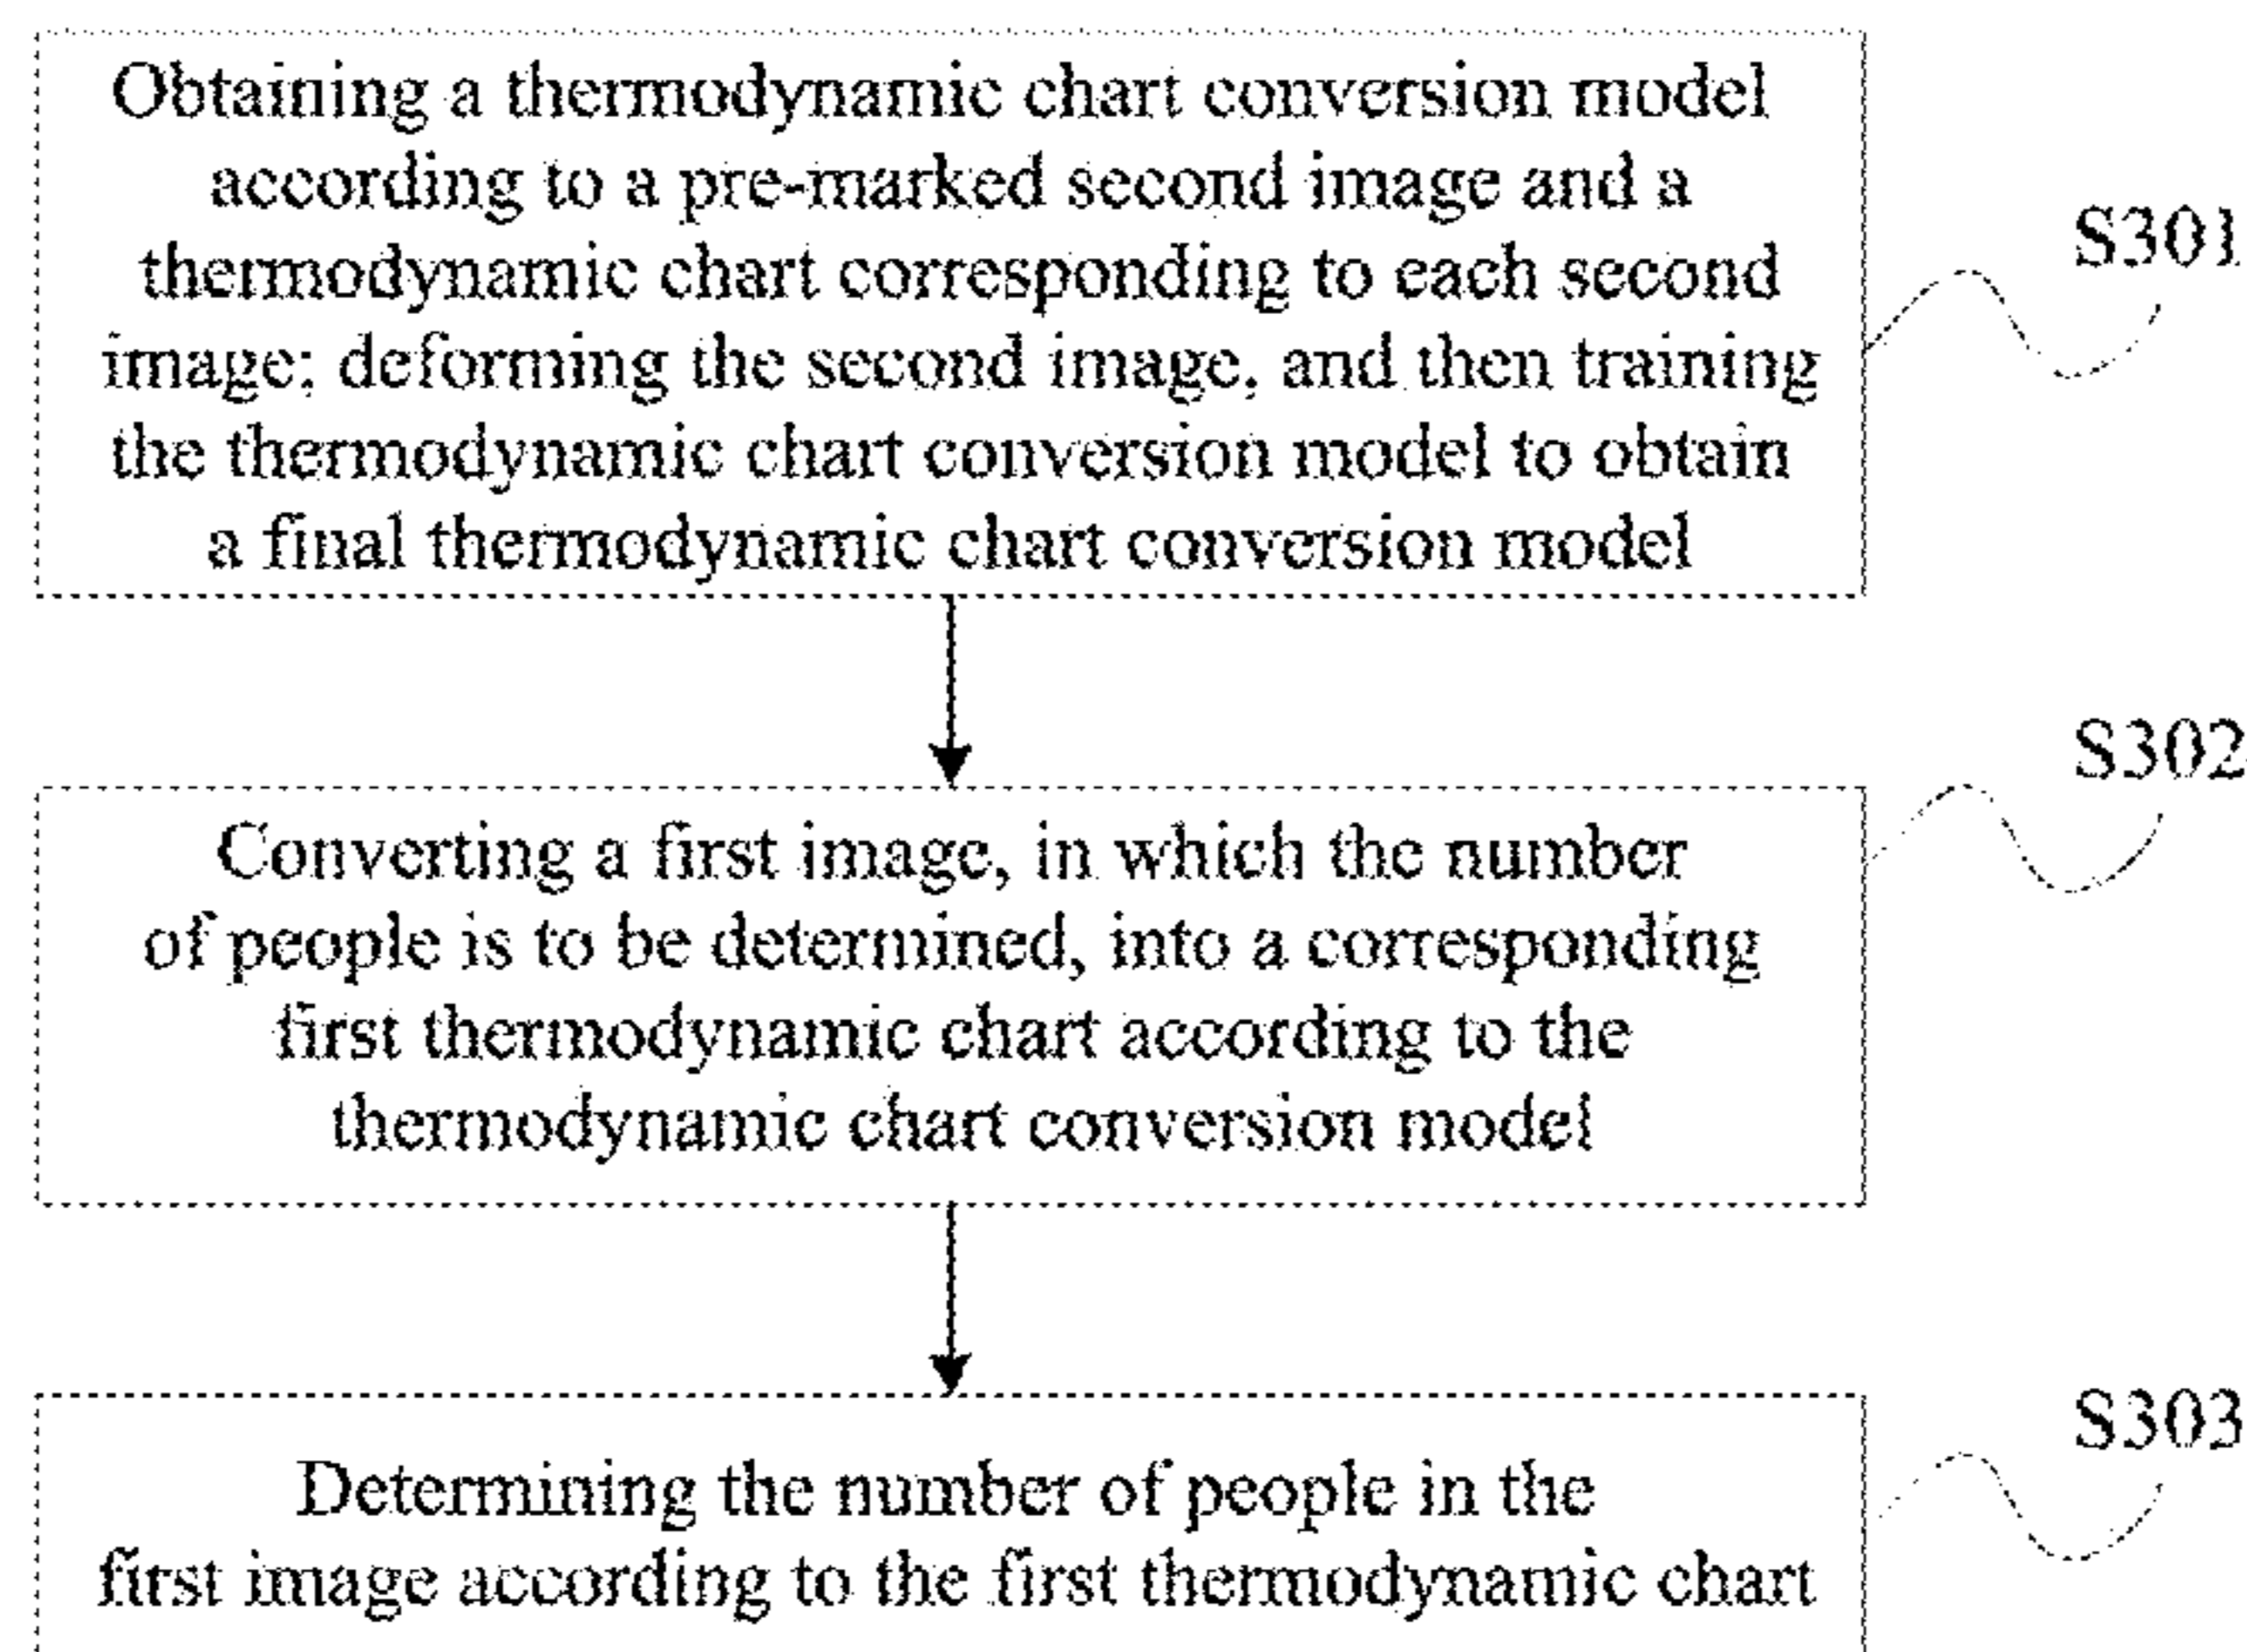 Obtaining a thermodynamic chart conversion model
according to a pre-marked second image and a
thermodynamic chart corresponding to each second
image; deforming the second image, and then training
the thermodynamic chart conversion model to obtain
a final thermodynamic chart conversion model
S301
S302
Converting a first image, in which the number
of people is to be determined, into a corresponding
first thermodynamic chart according to the
thermodynamic chart conversion model
S303
Determining the number of people in the
first image according to the first thermodynamic chart